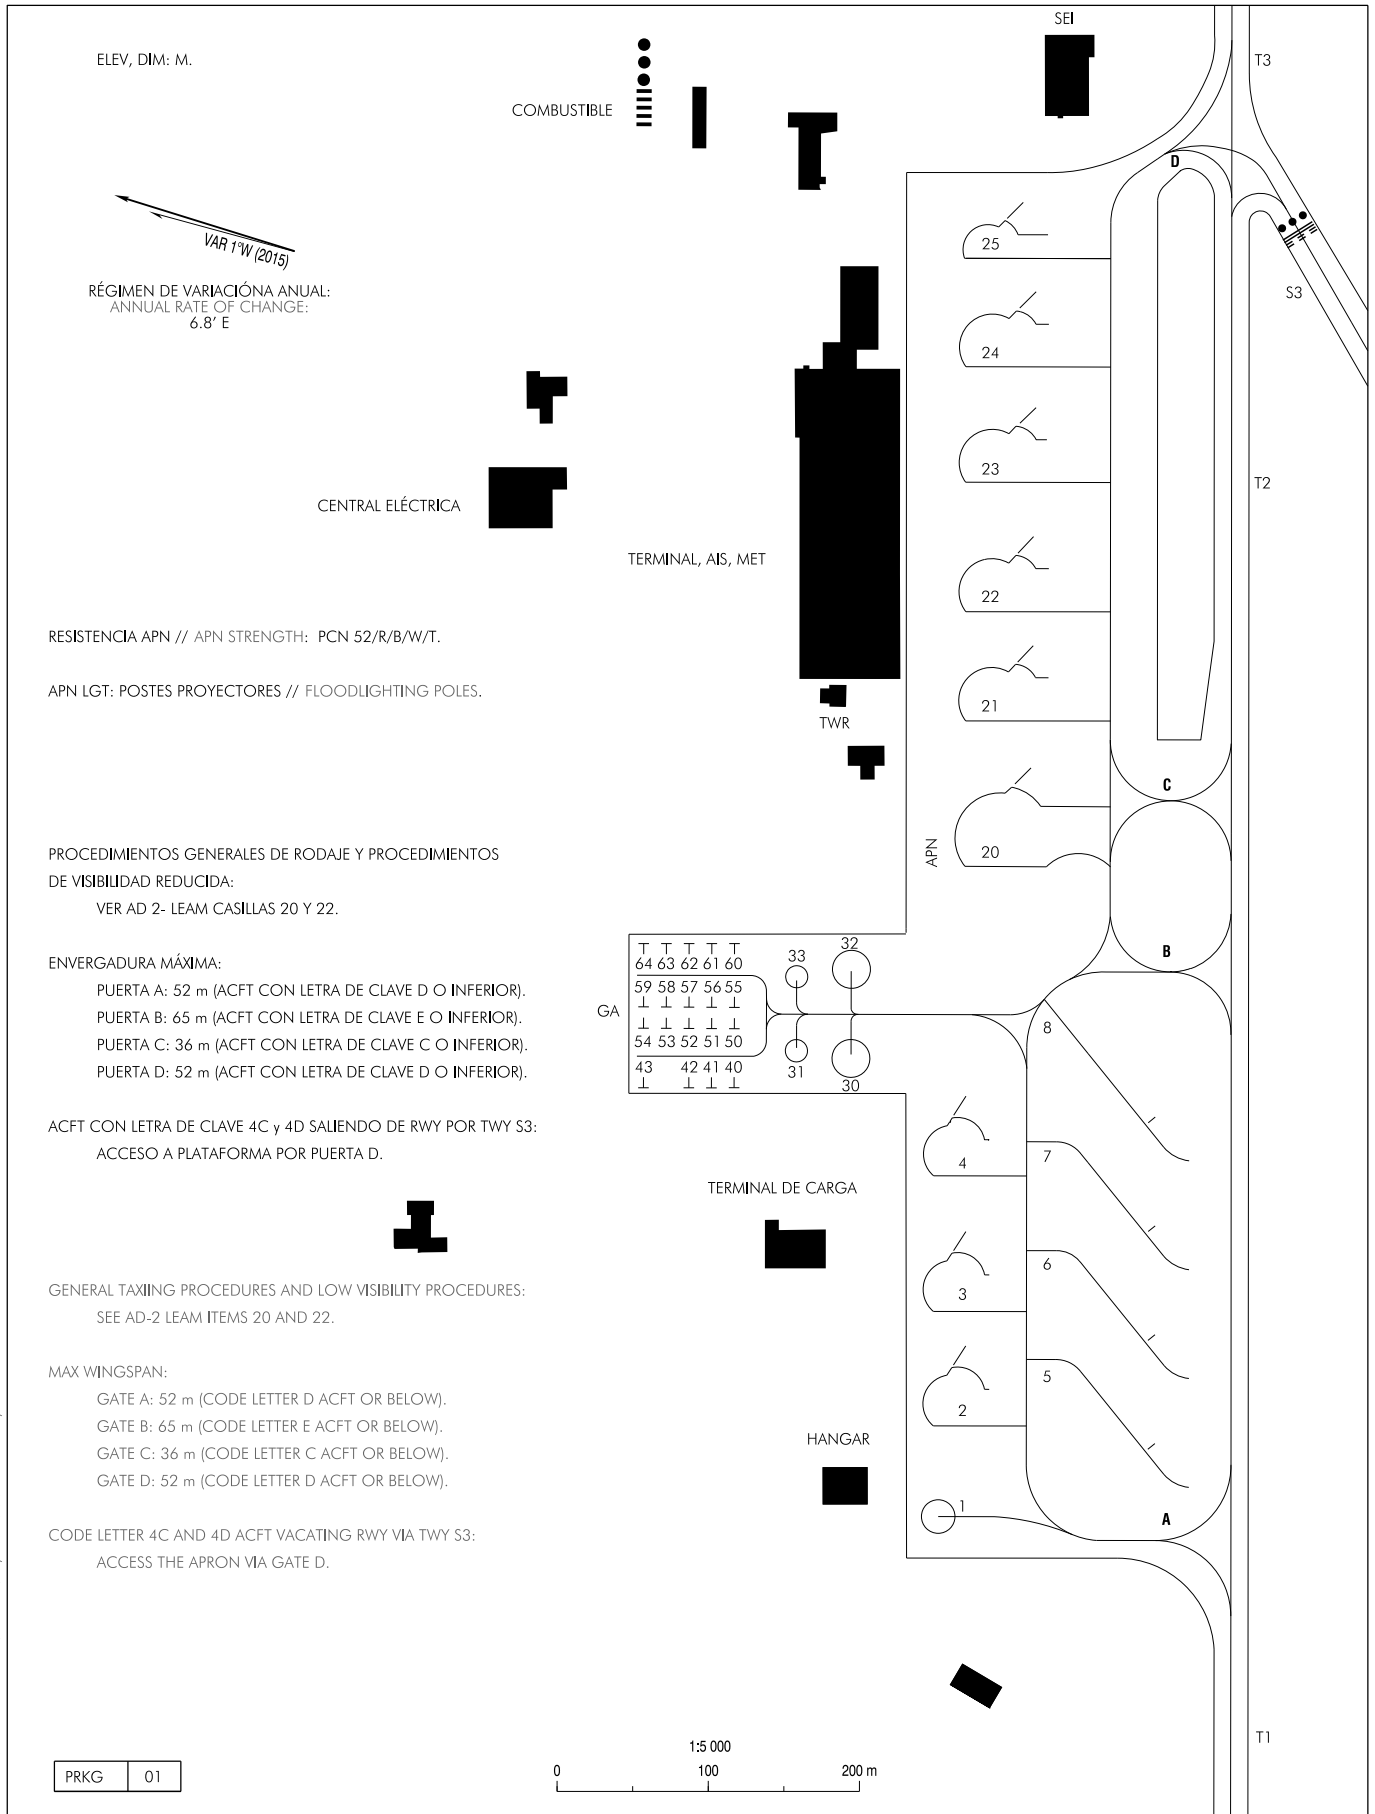 SEI
ELEV, DIM: M.
T3
COMBUSTIBLE
D
VAR 1°W (2015)
25
S3
RÉGIMEN DE VARIACIÓNA ANUAL:
ANNUAL RATE OF CHANGE:
6.8' E
24
23
T2
CENTRAL ELÉCTRICA
TERMINAL, AIS, MET
22
RESISTENCIA APN // APN STRENGTH: PCN 52/R/B/W/T.
APN LGT: POSTES PROYECTORES // FLOODLIGHTING POLES.
21
TWR
C
APN
20
PROCEDIMIENTOS GENERALES DE RODAJE Y PROCEDIMIENTOS
DE VISIBILIDAD REDUCIDA:
VER AD 2- LEAM CASILLAS 20 Y 22.
B
ENVERGADURA MÁXIMA:
PUERTA A: 52 m (ACFT CON LETRA DE CLAVE D O INFERIOR).
PUERTA B: 65 m (ACFT CON LETRA DE CLAVE E O INFERIOR).
PUERTA C: 36 m (ACFT CON LETRA DE CLAVE C O INFERIOR).
PUERTA D: 52 m (ACFT CON LETRA DE CLAVE D O INFERIOR).
GA
64 63 62 61 60
59 58 57 56 55
54 53 52 51 50
43 42 41 40
33 32
31 30
8
ACFT CON LETRA DE CLAVE 4C y 4D SALIENDO DE RWY POR TWY S3:
ACCESO A PLATAFORMA POR PUERTA D.
4
7
TERMINAL DE CARGA
GENERAL TAXIING PROCEDURES AND LOW VISIBILITY PROCEDURES:
SEE AD-2 LEAM ITEMS 20 AND 22.
3
6
MAX WINGSPAN:
GATE A: 52 m (CODE LETTER D ACFT OR BELOW).
GATE B: 65 m (CODE LETTER E ACFT OR BELOW).
GATE C: 36 m (CODE LETTER C ACFT OR BELOW).
GATE D: 52 m (CODE LETTER D ACFT OR BELOW).
5
2
HANGAR
1
A
CODE LETTER 4C AND 4D ACFT VACATING RWY VIA TWY S3:
ACCESS THE APRON VIA GATE D.
T1
1:5 000
0 100 200 m
PRKG 01